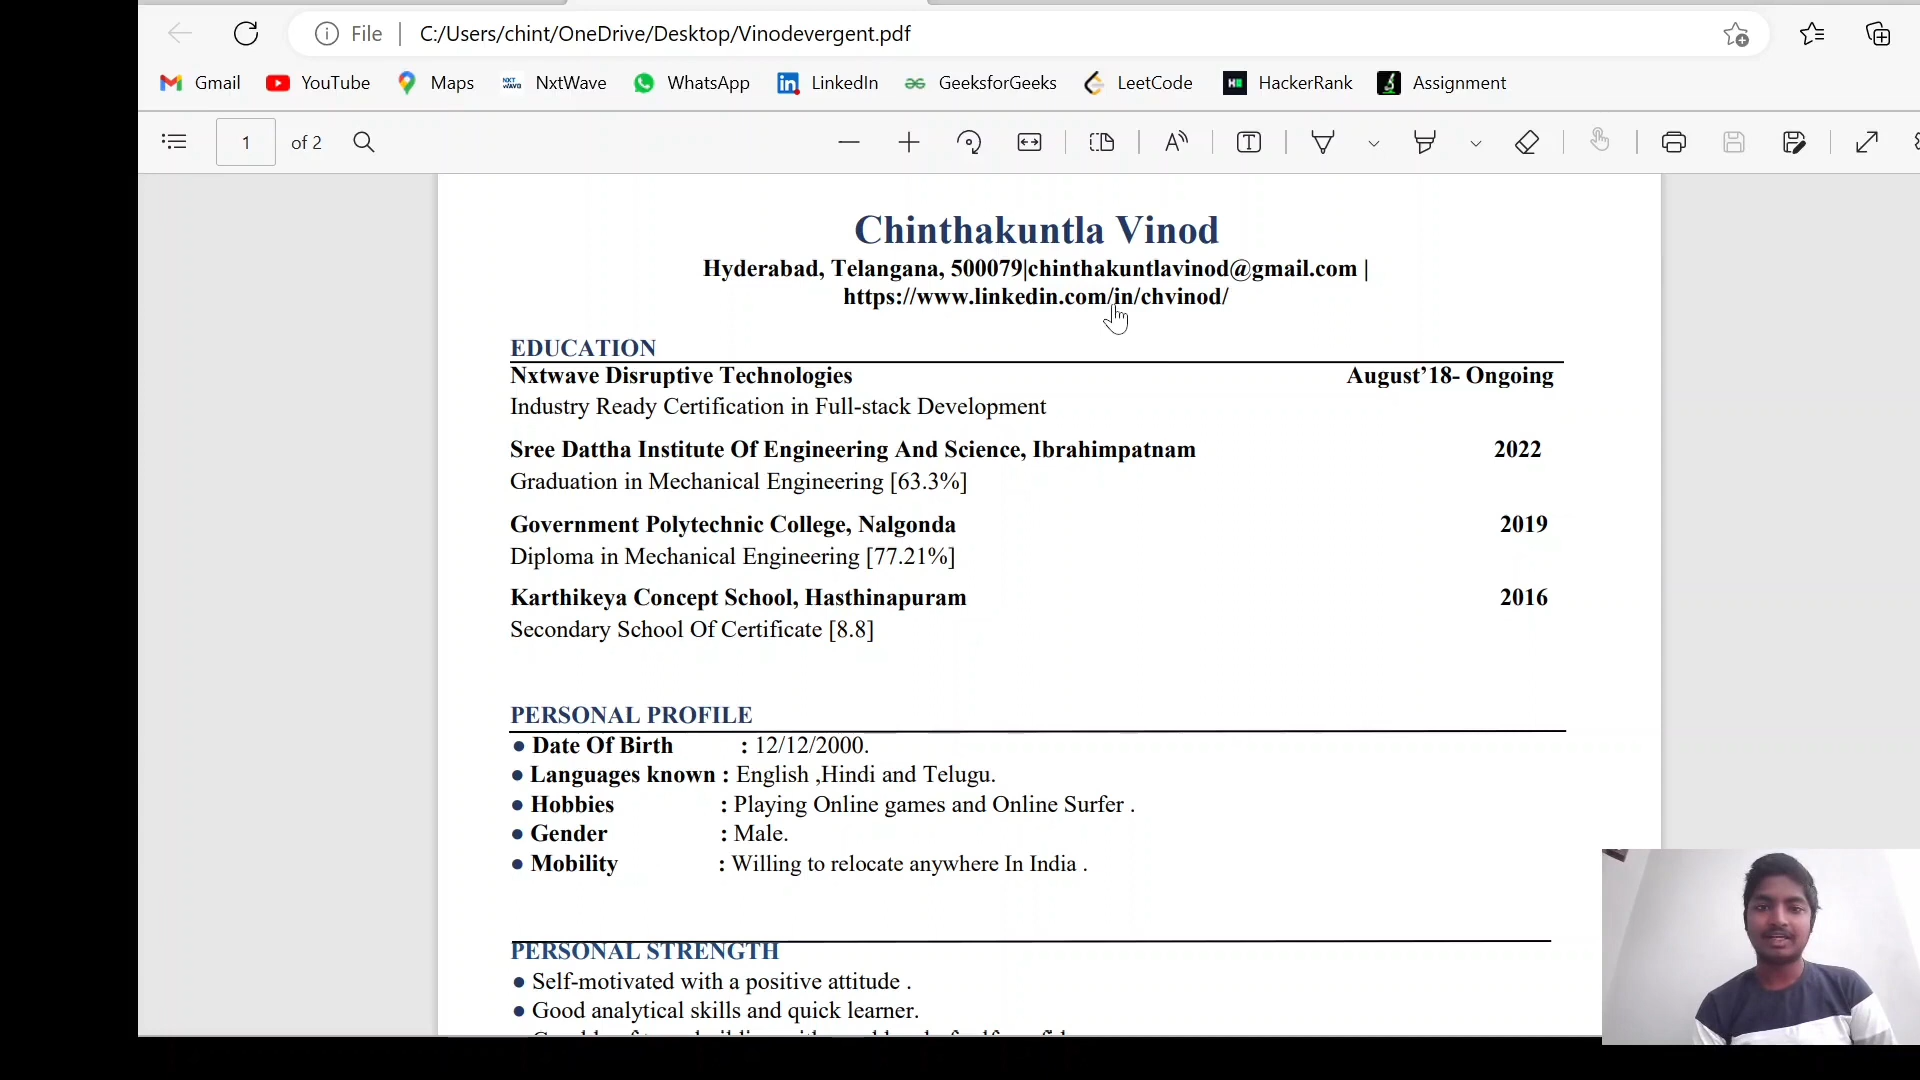 File C:/Users/chint/OneDrive/Desktop/Vinodevergent.pdf
Gmail YouTube Maps NxtWave WhatsApp LinkedIn GeeksforGeeks LeetCode HackerRank Assignment
1 of 2
Chinthakuntla Vinod
Hyderabad, Telangana, 500079|chinthakuntlavinod@gmail.com |
https://www.linkedin.com/in/chvinod/
EDUCATION
Nxtwave Disruptive Technologies August’18- Ongoing
Industry Ready Certification in Full-stack Development
Sree Dattha Institute Of Engineering And Science, Ibrahimpatnam 2022
Graduation in Mechanical Engineering [63.3%]
Government Polytechnic College, Nalgonda 2019
Diploma in Mechanical Engineering [77.21%]
Karthikeya Concept School, Hasthinapuram 2016
Secondary School Of Certificate [8.8]
PERSONAL PROFILE
● Date Of Birth : 12/12/2000.
● Languages known : English ,Hindi and Telugu.
● Hobbies : Playing Online games and Online Surfer .
● Gender : Male.
● Mobility : Willing to relocate anywhere In India .
PERSONAL STRENGTH
● Self-motivated with a positive attitude .
● Good analytical skills and quick learner.